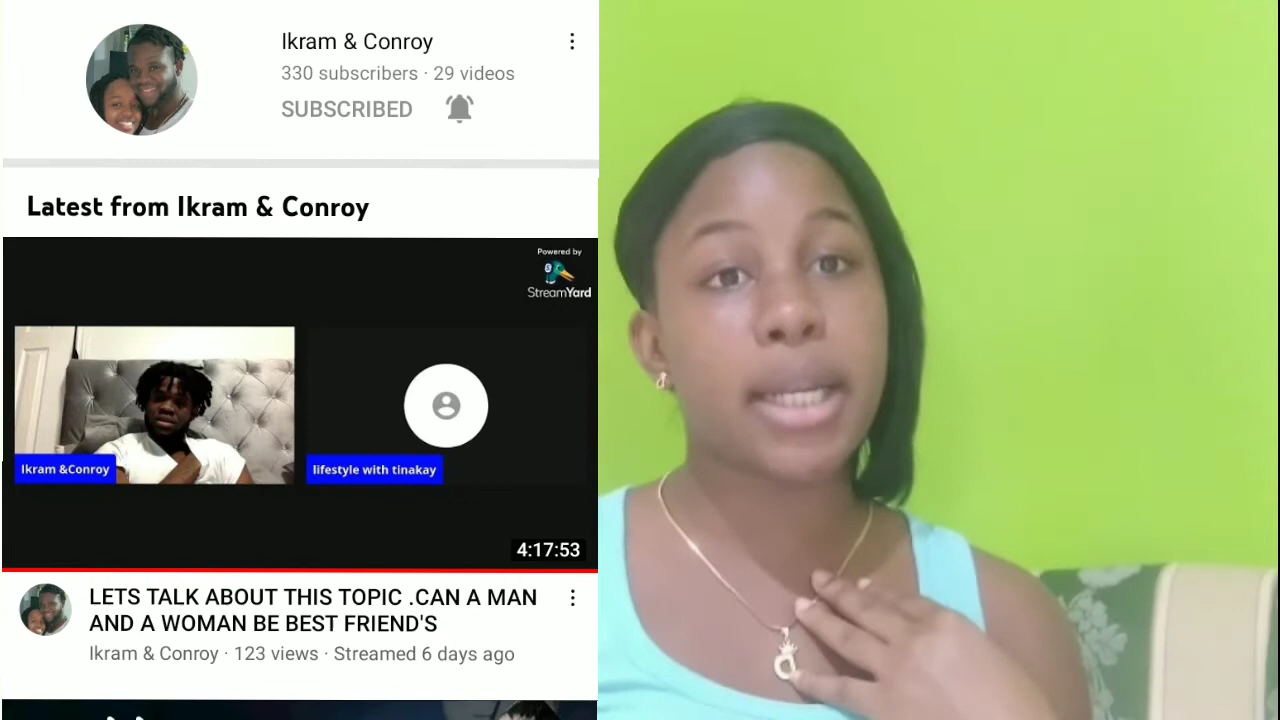 Ikram & Conroy
330 subscribers · 29 videos
SUBSCRIBED
Latest from Ikram & Conroy
Powered by
StreamYard
Ikram &Conroy
lifestyle with tinakay
4:17:53
LETS TALK ABOUT THIS TOPIC .CAN A MAN
AND A WOMAN BE BEST FRIEND'S
Ikram & Conroy · 123 views · Streamed 6 days ago